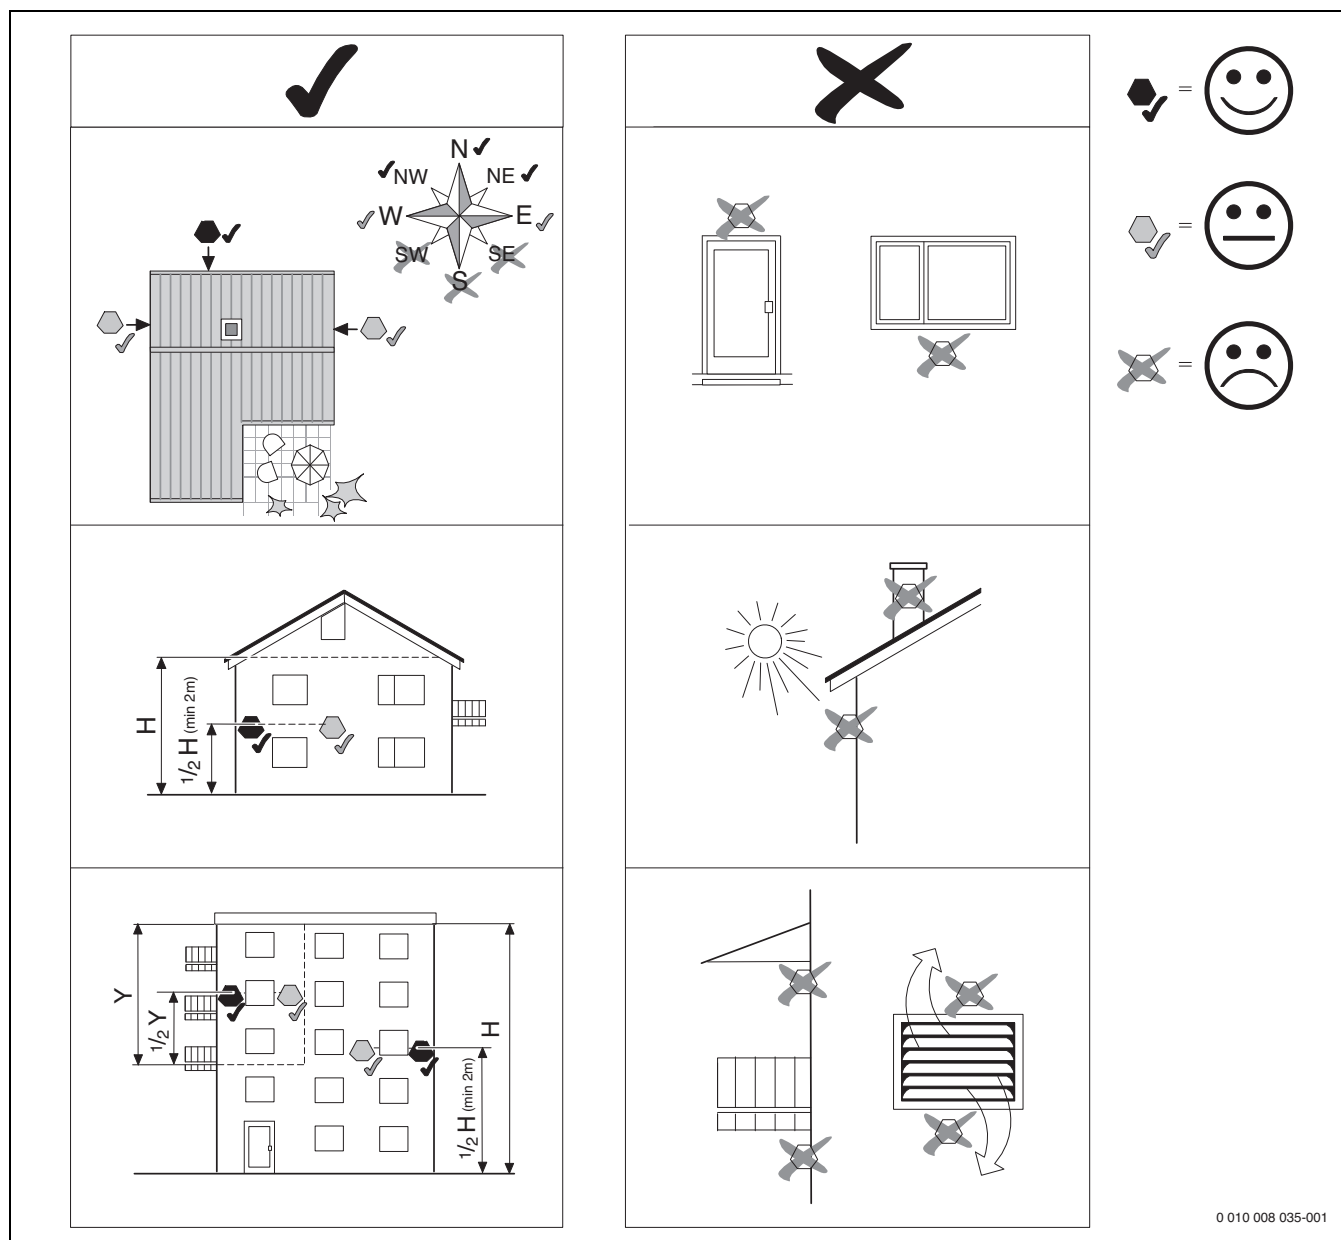 N
NW
NE
W
E
SW
SE
S
=
=
=
H
1/2 H (min 2m)
Y
1/2 Y
H
1/2 H (min 2m)
0 010 008 035-001